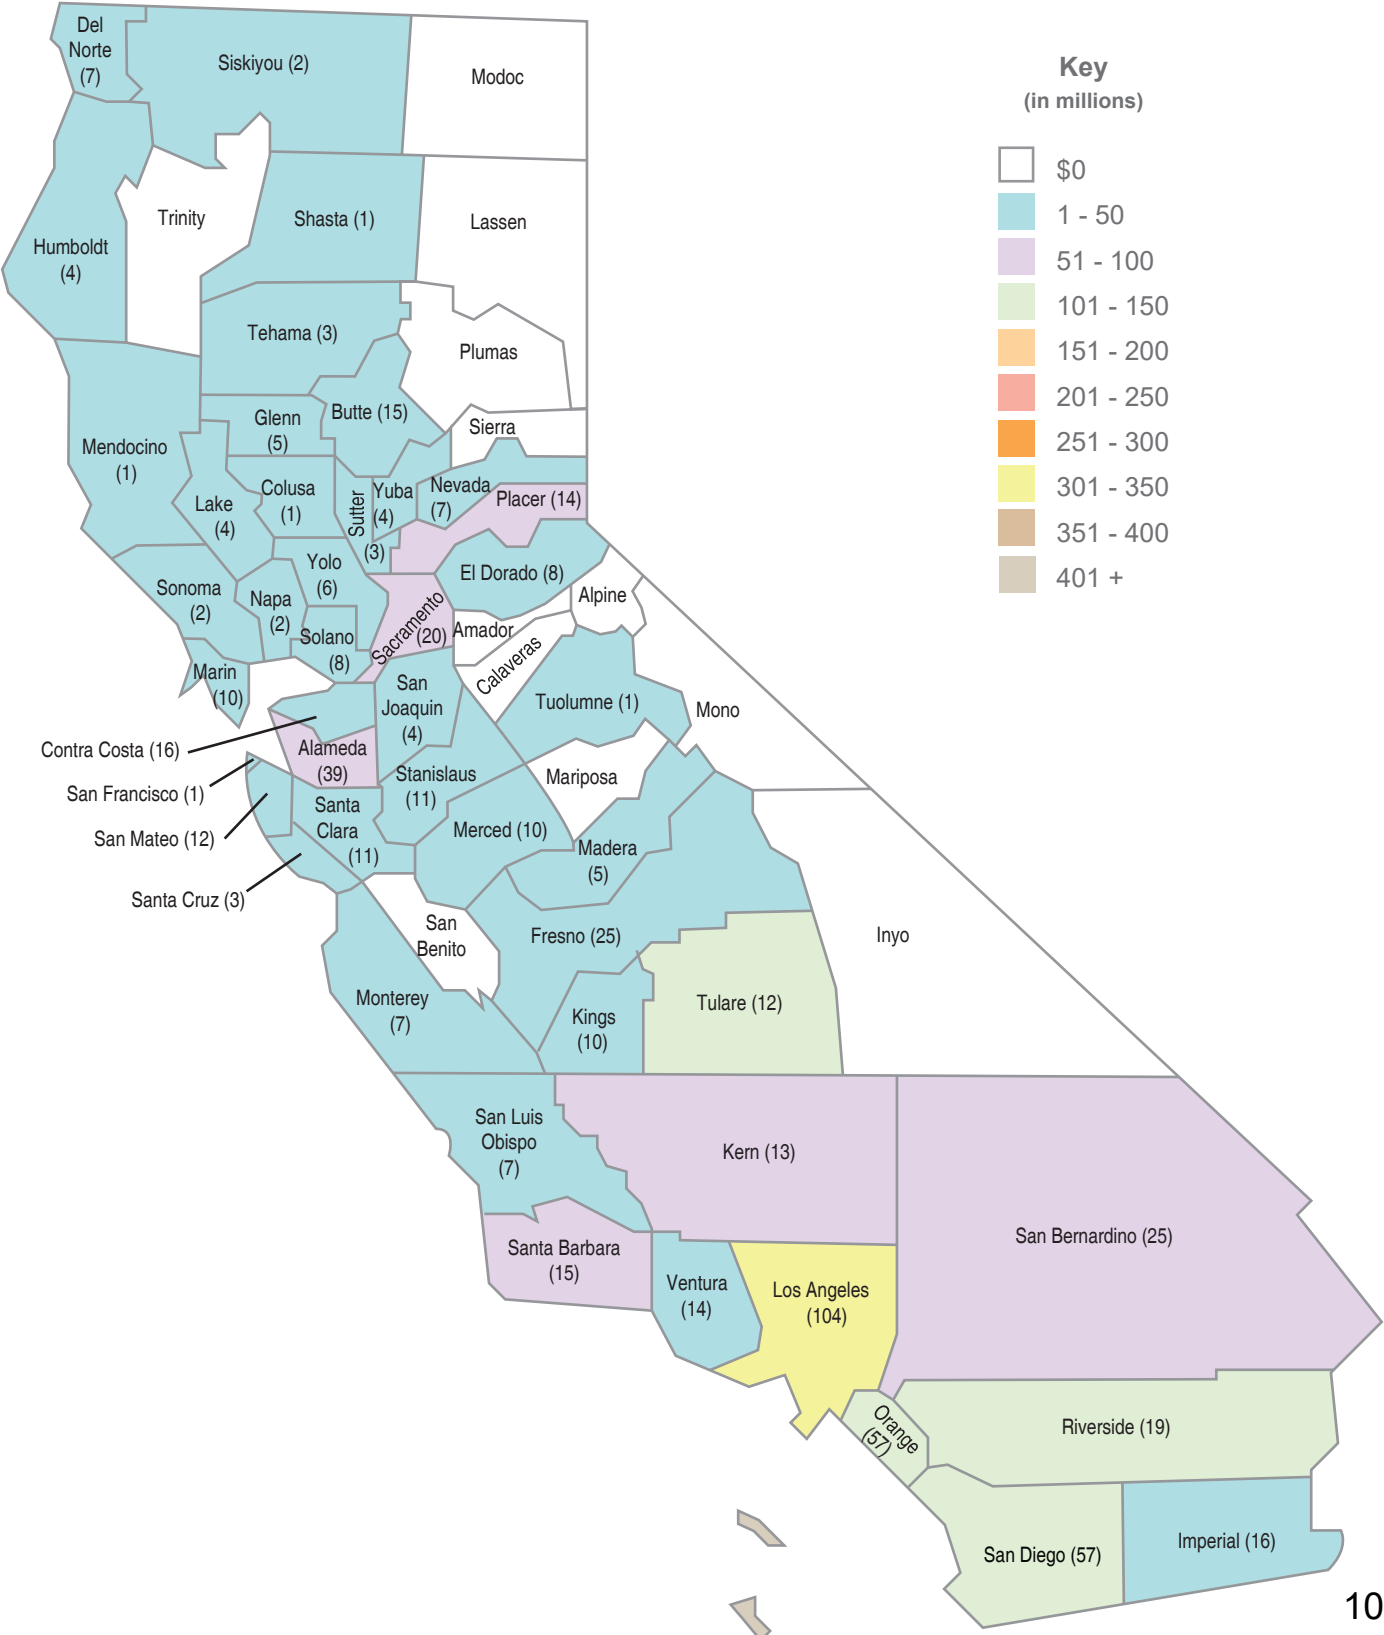 Del
Norte
(7)
Siskiyou (2)
Modoc
Key
(in millions)
$0
1 - 50
51 - 100
101 - 150
151 - 200
201 - 250
251 - 300
301 - 350
351 - 400
401 +
Humboldt
(4)
Trinity
Shasta (1)
Lassen
Tehama (3)
Plumas
Mendocino
(1)
Glenn
(5)
Butte (15)
Sierra
Lake
(4)
Colusa
(1)
Sutter
(3)
Yuba
(4)
Nevada
(7)
Placer (14)
Sonoma
(2)
Napa
(2)
Yolo
(6)
Solano
(8)
Sacramento
(20)
El Dorado (8)
Alpine
Amador
Calaveras
Marin
(10)
San
Joaquin
(4)
Tuolumne (1)
Mono
Contra Costa (16)
Alameda
(39)
San Francisco (1)
San Mateo (12)
Santa Cruz (3)
Santa
Clara
(11)
Stanislaus
(11)
Mariposa
Merced (10)
Madera
(5)
San
Benito
Fresno (25)
Inyo
Monterey
(7)
Kings
(10)
Tulare (12)
San Luis
Obispo
(7)
Kern (13)
San Bernardino (25)
Santa Barbara
(15)
Ventura
(14)
Los Angeles
(104)
Orange
(57)
Riverside (19)
San Diego (57)
Imperial (16)
10